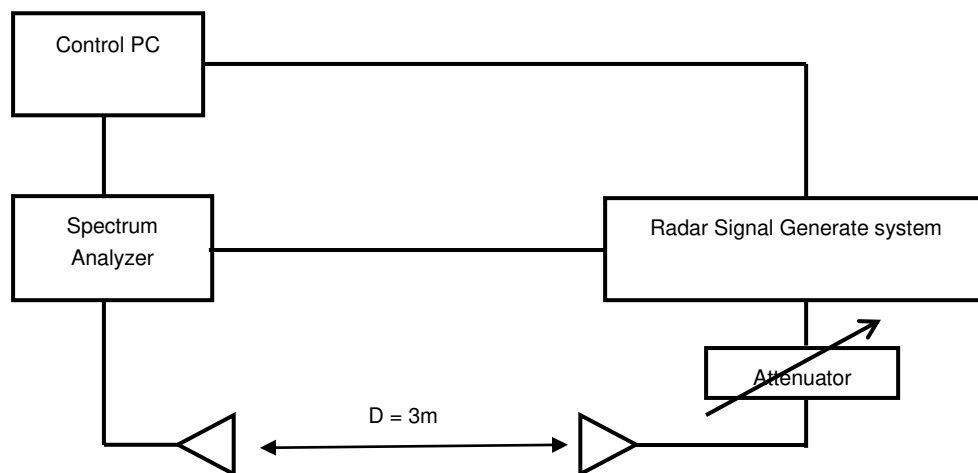 Control PC
Spectrum
Analyzer
Radar Signal Generate system
Attenuator
D = 3m